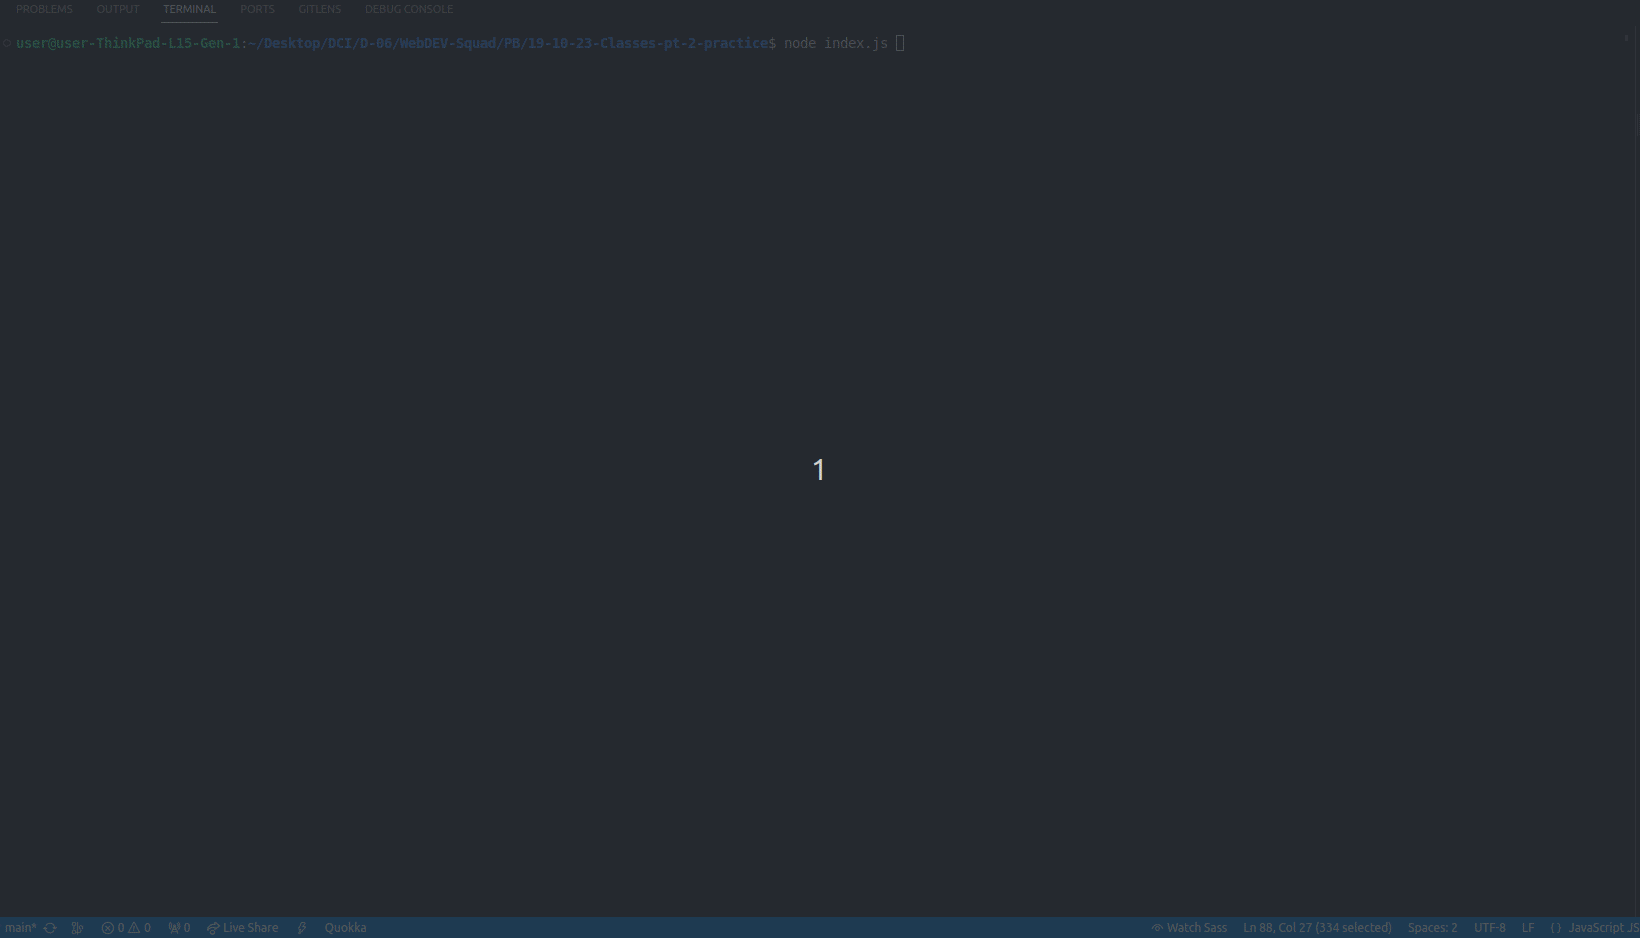 PROBLEMS OUTPUT TERMINAL PORTS GITLENS DEBUG CONSOLE
user@user-ThinkPad-L15-Gen-1:~/Desktop/DCI/D-06/WebDEV-Squad/PB/19-10-23-Classes-pt-2-practice$ node index.js
1
main* 0 0 0 Live Share Quokka Watch Sass Ln 88, Col 27 (334 selected) Spaces: 2 UTF-8 LF {} JavaScript JS